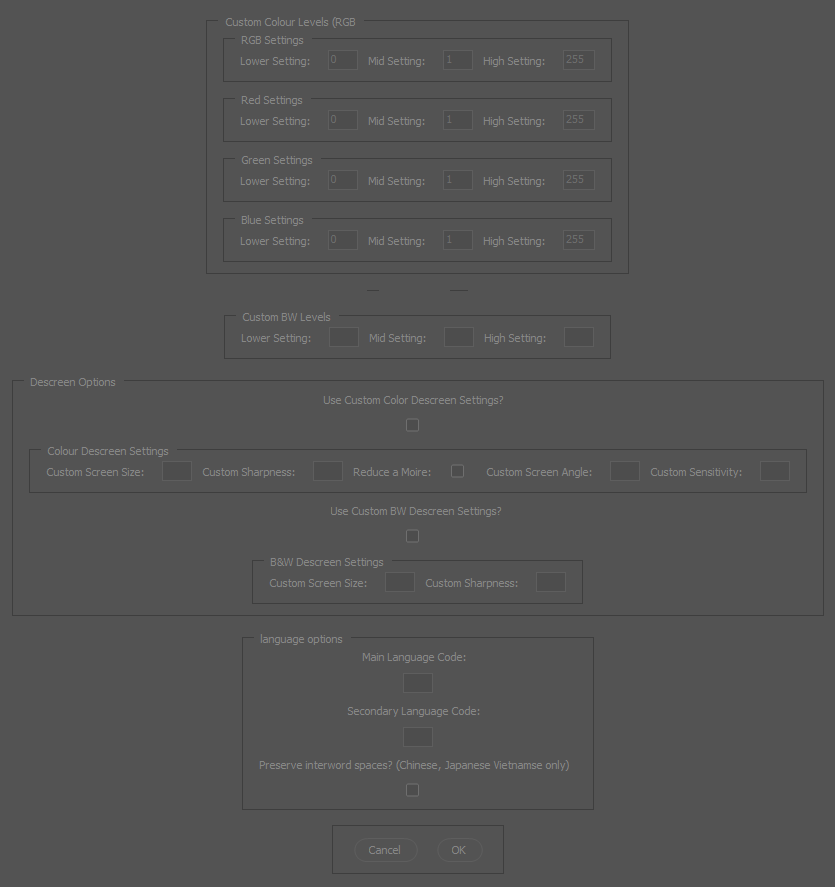 Custom Colour Levels (RGB
RGB Settings
Lower Setting: 0 Mid Setting: 1 High Setting: 255
Red Settings
Lower Setting: 0 Mid Setting: 1 High Setting: 255
Green Settings
Lower Setting: 0 Mid Setting: 1 High Setting: 255
Blue Settings
Lower Setting: 0 Mid Setting: 1 High Setting: 255
Custom BW Levels
Lower Setting: Mid Setting: High Setting:
Descreen Options
Use Custom Color Descreen Settings?
Colour Descreen Settings
Custom Screen Size: Custom Sharpness: Reduce a Moire: Custom Screen Angle: Custom Sensitivity:
Use Custom BW Descreen Settings?
B&W Descreen Settings
Custom Screen Size: Custom Sharpness:
language options
Main Language Code:
Secondary Language Code:
Preserve interword spaces? (Chinese, Japanese Vietnamse only)
Cancel OK